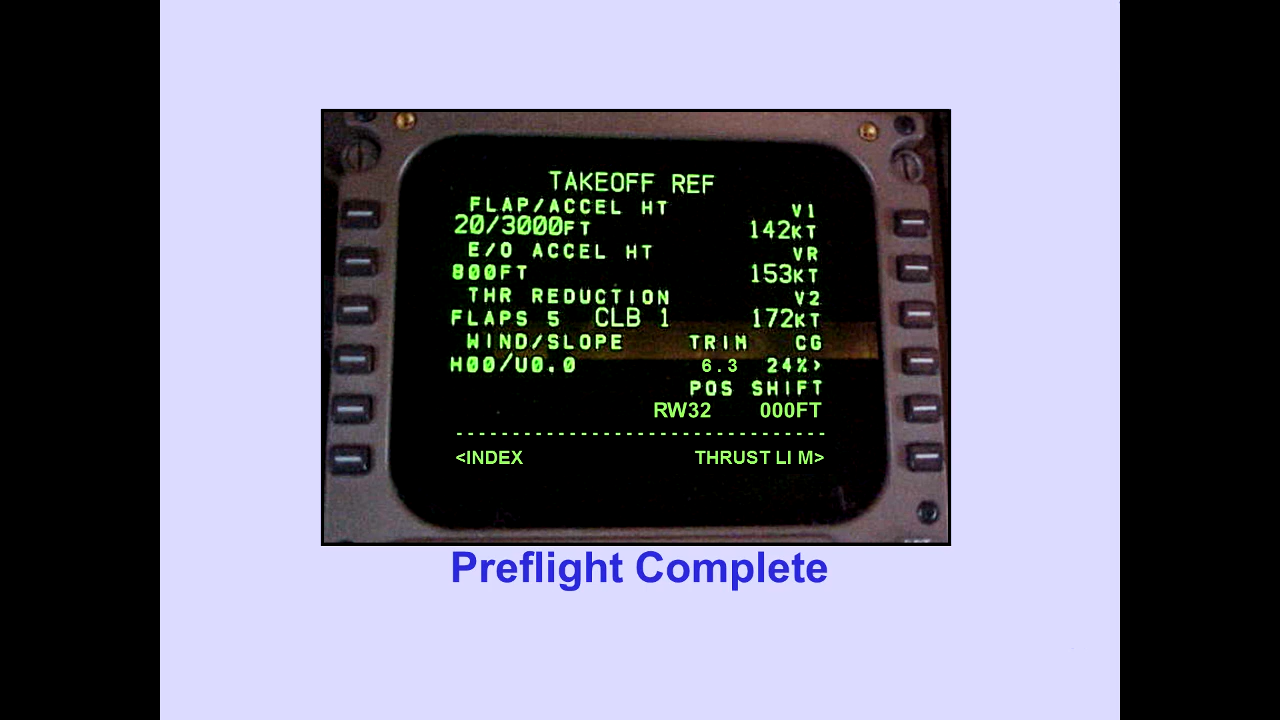 TAKEOFF REF
FLAP/ACCEL HT V1
20/3000FT 142KT
E/O ACCEL HT VR
800FT 153KT
THR REDUCTION V2
FLAPS 5 CLB 1 172KT
WIND/SLOPE TRIM CG
H00/U0.0 6.3 24%>
POS SHIFT
RW32 000FT
----------------------------------
<INDEX THRUST LI M>
Preflight Complete